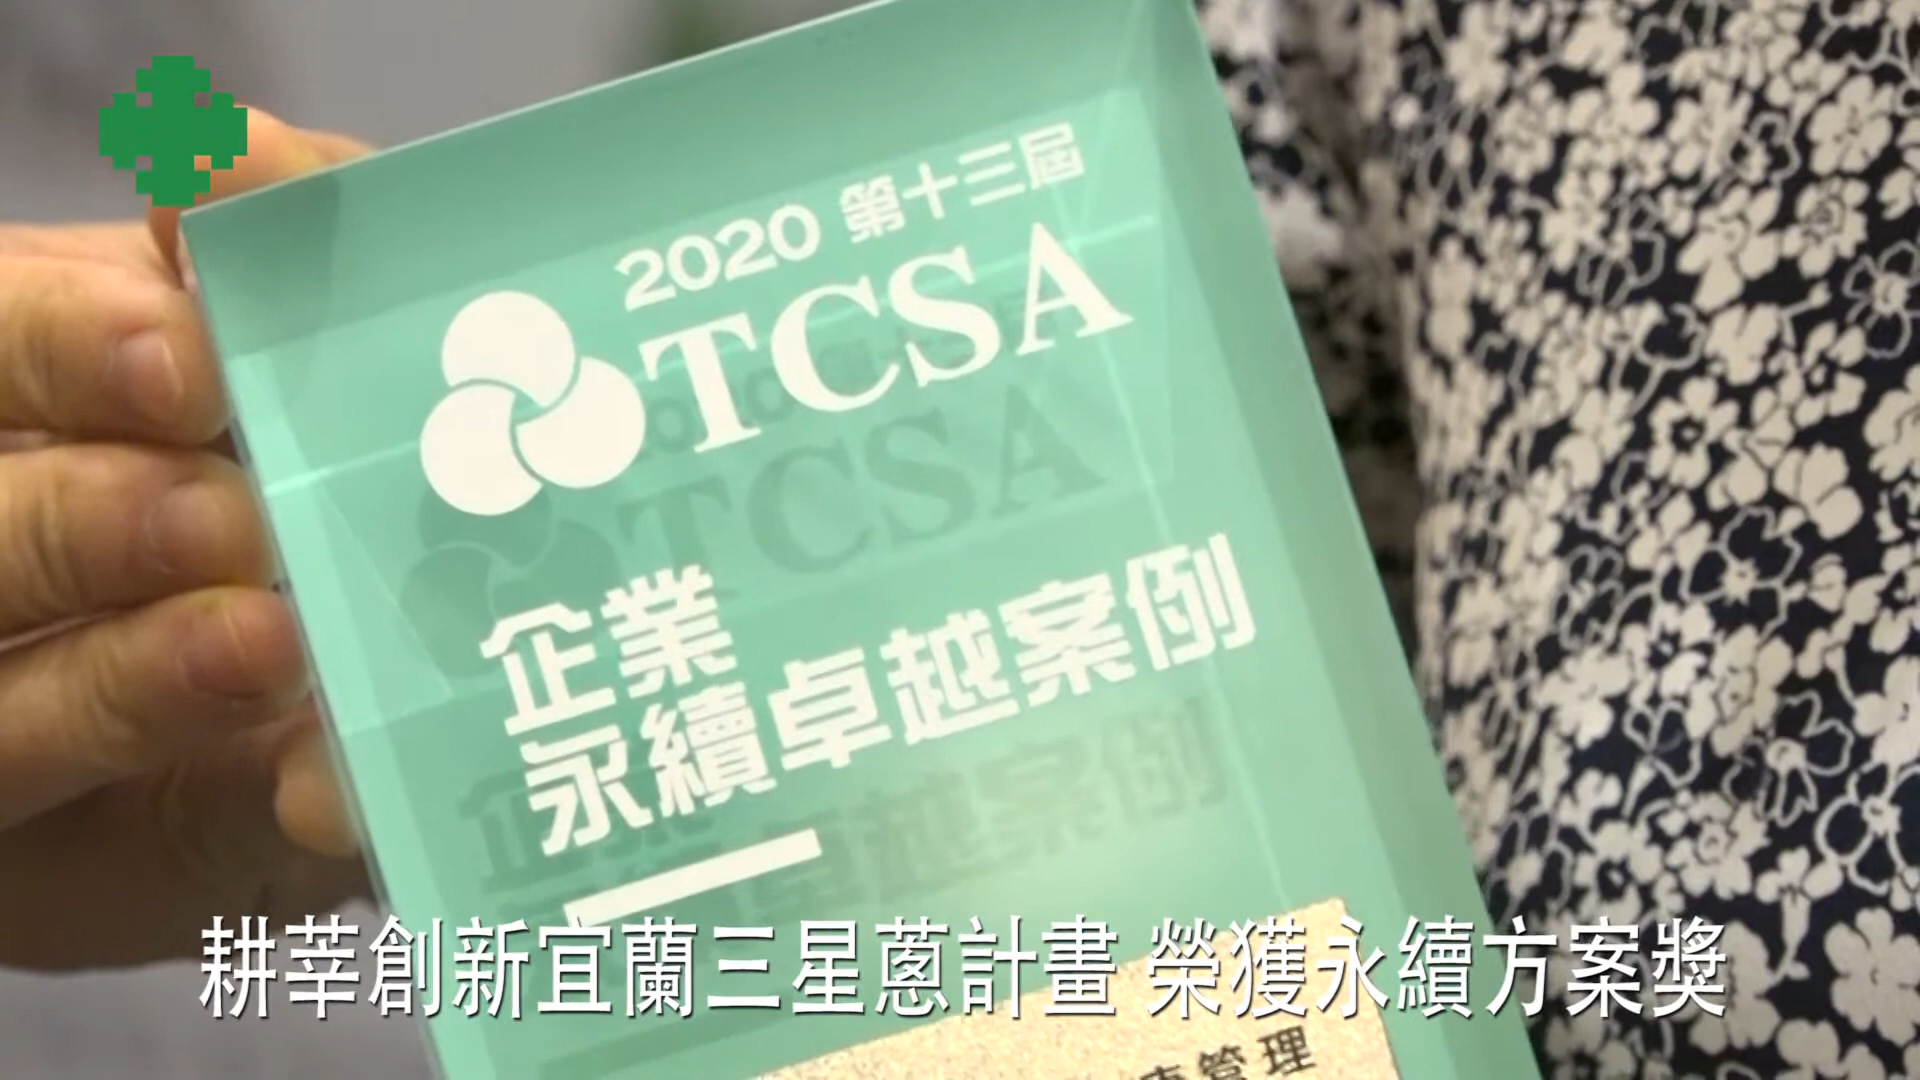 2020 第十三屆
TCSA
企業
永續卓越案例
耕莘創新宜蘭三星蔥計畫 榮獲永續方案獎
管理